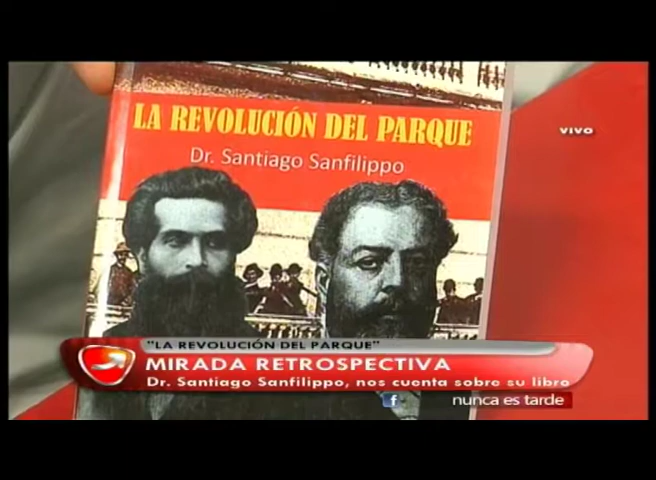 LA REVOLUCIÓN DEL PARQUE
Dr. Santiago Sanfilippo
VIVO
"LA REVOLUCIÓN DEL PARQUE"
MIRADA RETROSPECTIVA
Dr. Santiago Sanfilippo, nos cuenta sobre su libro
f nunca es tarde